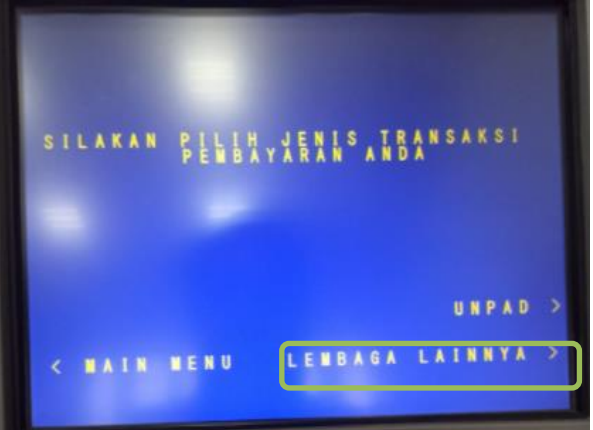 SILAKAN PILIH JENIS TRANSAKSI
PEMBAYARAN ANDA
UNPAD >
< MAIN MENU
LEMBAGA LAINNYA >